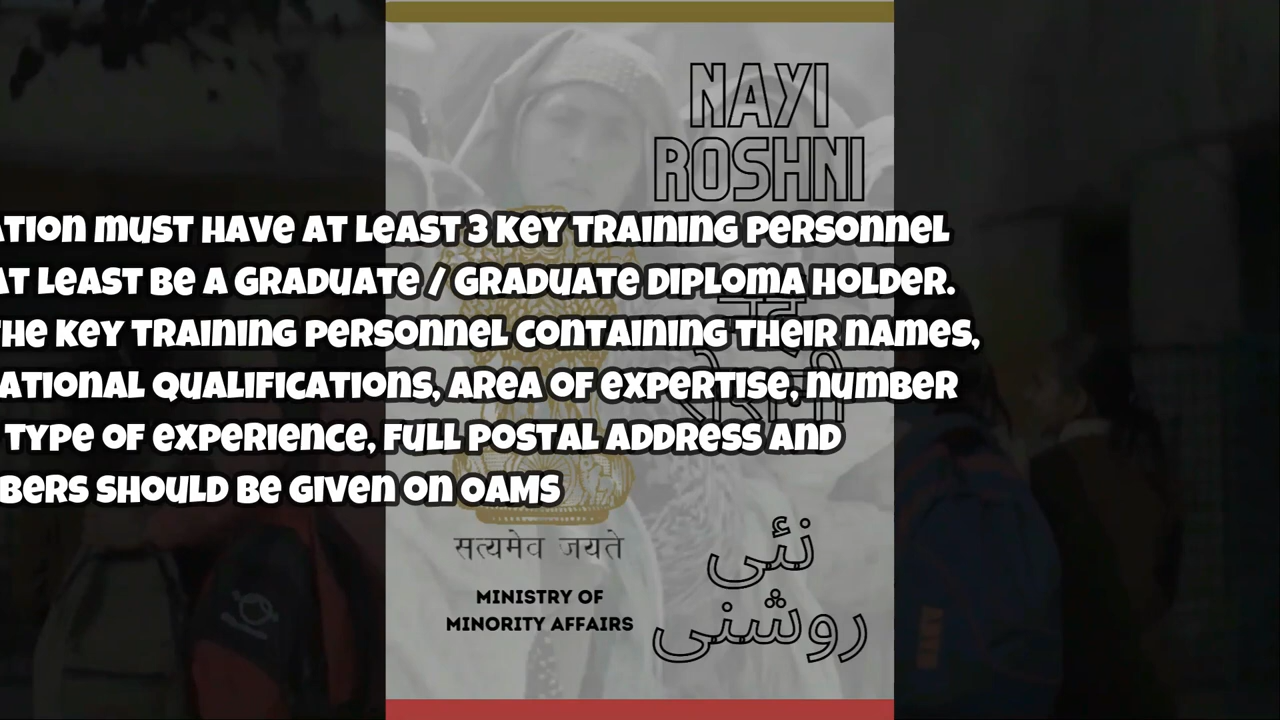 NAYI
ROSHNI
ATION MUST HAVE AT LEAST 3 KEY TRAINING PERSONNEL
AT LEAST BE A GRADUATE / GRADUATE DIPLOMA HOLDER.
THE KEY TRAINING PERSONNEL CONTAINING THEIR NAMES,
ATIONAL QUALIFICATIONS, AREA OF EXPERTISE, NUMBER
TYPE OF EXPERIENCE, FULL POSTAL ADDRESS AND
BERS SHOULD BE GIVEN ON OAMS
सत्यमेव जयते
MINISTRY OF
MINORITY AFFAIRS
نئی
روشنی